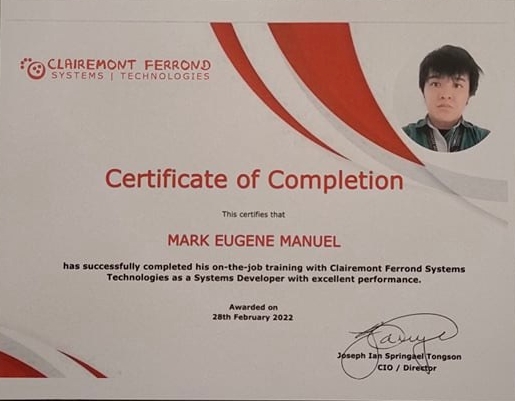 CLAIREMONT FERROND
SYSTEMS | TECHNOLOGIES
Certificate of Completion
This certifies that
MARK EUGENE MANUEL
has successfully completed his on-the-job training with Clairemont Ferrond Systems
Technologies as a Systems Developer with excellent performance.
Awarded on
28th February 2022
Joseph Ian Springael Tongson
CIO / Director